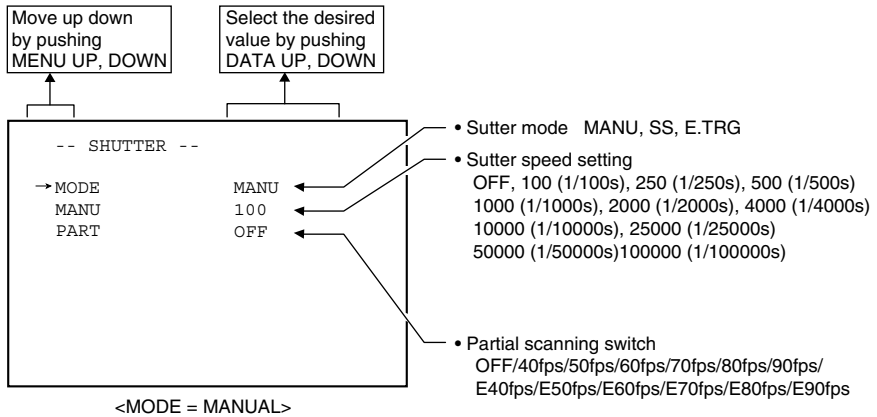 Move up down
by pushing
MENU UP, DOWN
Select the desired
value by pushing
DATA UP, DOWN
-- SHUTTER --
→MODE MANU
MANU 100
PART OFF
• Sutter mode MANU, SS, E.TRG
• Sutter speed setting
OFF, 100 (1/100s), 250 (1/250s), 500 (1/500s)
1000 (1/1000s), 2000 (1/2000s), 4000 (1/4000s)
10000 (1/10000s), 25000 (1/25000s)
50000 (1/50000s)100000 (1/100000s)
• Partial scanning switch
OFF/40fps/50fps/60fps/70fps/80fps/90fps/
E40fps/E50fps/E60fps/E70fps/E80fps/E90fps
<MODE = MANUAL>